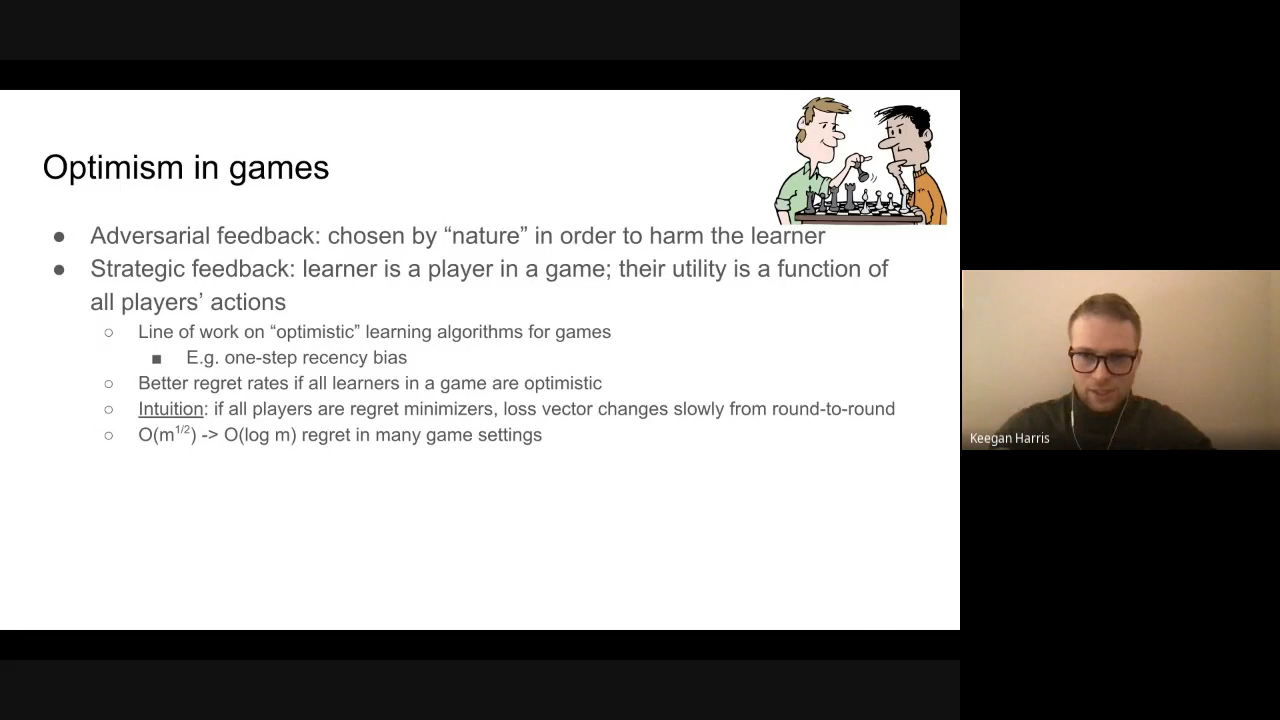 Optimism in games
● Adversarial feedback: chosen by “nature” in order to harm the learner
● Strategic feedback: learner is a player in a game; their utility is a function of
all players’ actions
○ Line of work on “optimistic” learning algorithms for games
■ E.g. one-step recency bias
○ Better regret rates if all learners in a game are optimistic
○ Intuition: if all players are regret minimizers, loss vector changes slowly from round-to-round
○ O(m^1/2) -> O(log m) regret in many game settings
Keegan Harris